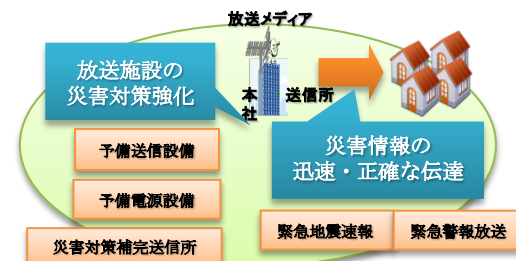 放送メディア
放送施設の
災害対策強化
本社
送信所
災害情報の
迅速・正確な伝達
予備送信設備
予備電源設備
災害対策補完送信所
緊急地震速報
緊急警報放送